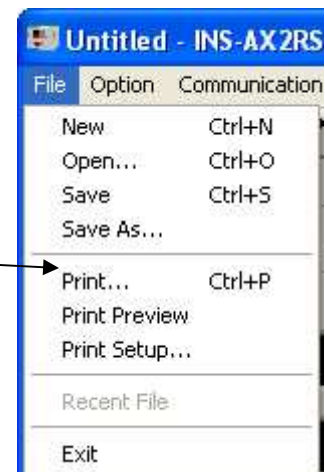 Untitled - INS-AX2RS
File Option Communication
New Ctrl+N
Open... Ctrl+O
Save Ctrl+S
Save As...
Print... Ctrl+P
Print Preview
Print Setup...
Recent File
Exit